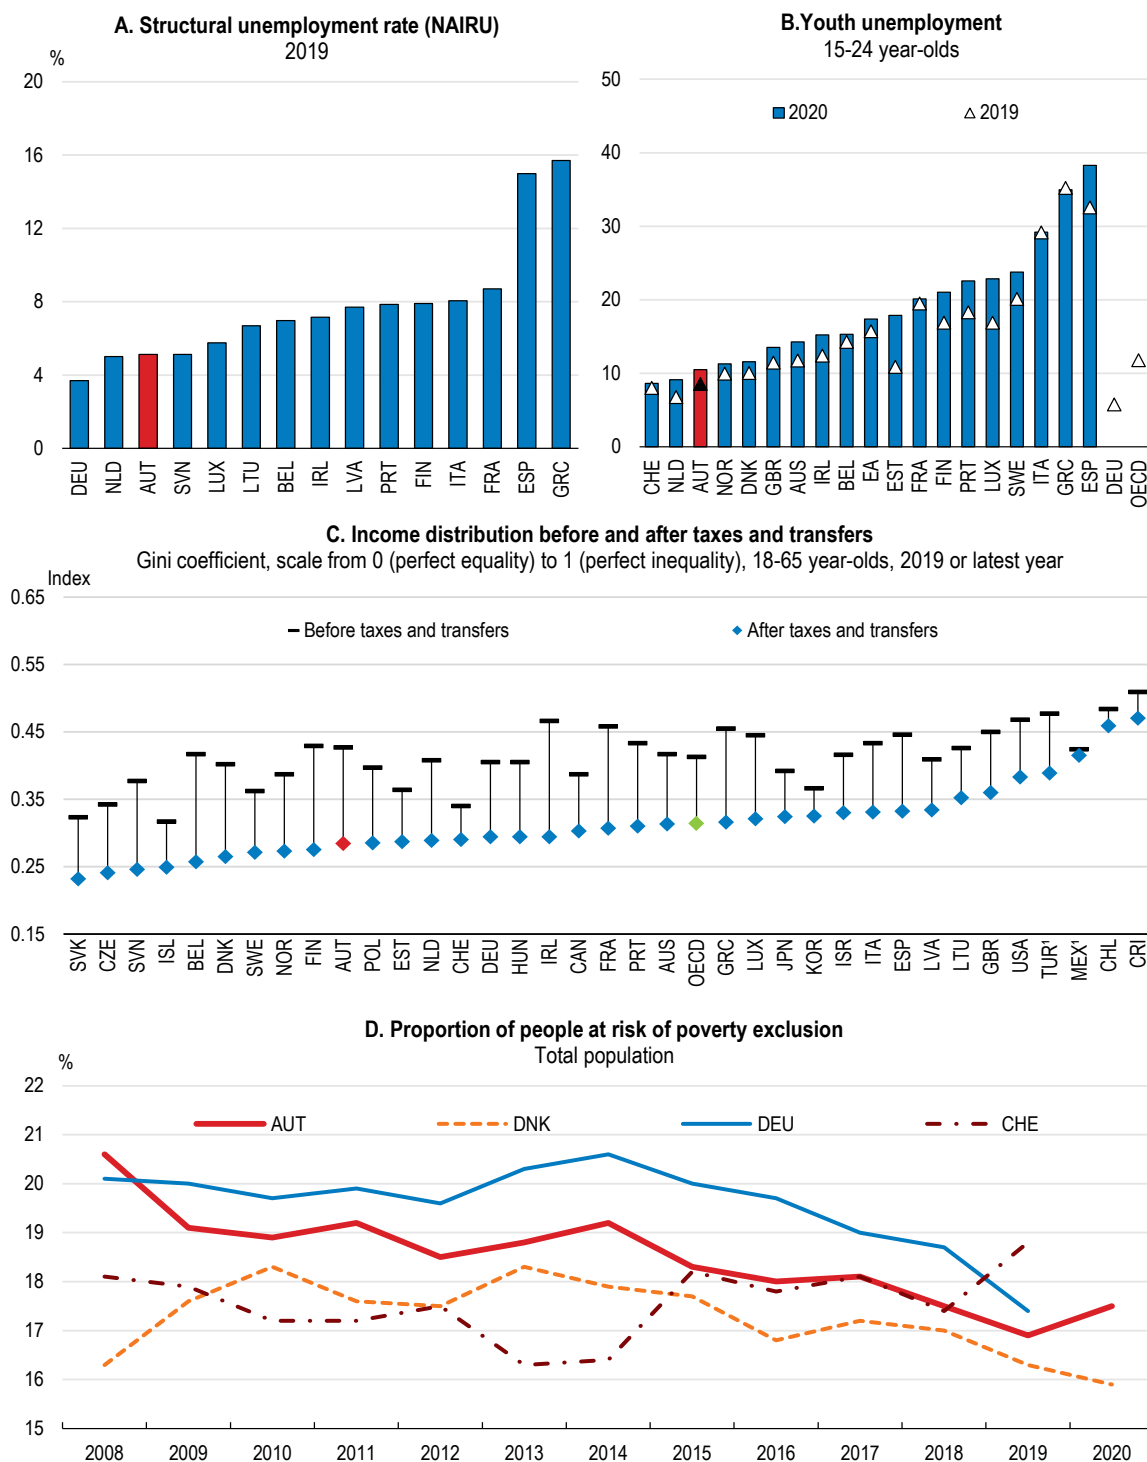 A. Structural unemployment rate (NAIRU)
2019
%
20
16
12
8
4
0
DEU NLD AUT SVN LUX LTU BEL IRL LVA PRT FIN ITA FRA ESP GRC
B.Youth unemployment
15-24 year-olds
50
40
30
20
10
0
2020 2019
CHE NLD AUT NOR DNK GBR AUS IRL BEL EA EST FRA FIN PRT LUX SWE ITA GRC ESP DEU OECD
C. Income distribution before and after taxes and transfers
Gini coefficient, scale from 0 (perfect equality) to 1 (perfect inequality), 18-65 year-olds, 2019 or latest year
Index
0.65
0.55
0.45
0.35
0.25
0.15
Before taxes and transfers After taxes and transfers
SVK CZE SVN ISL BEL DNK SWE NOR FIN AUT POL EST NLD CHE DEU HUN IRL CAN FRA PRT AUS OECD GRC LUX JPN KOR ISR ITA ESP LVA LTU GBR USA TUR¹ MEX¹ CHL CRI
D. Proportion of people at risk of poverty exclusion
Total population
%
22
21
20
19
18
17
16
15
AUT DNK DEU CHE
2008 2009 2010 2011 2012 2013 2014 2015 2016 2017 2018 2019 2020